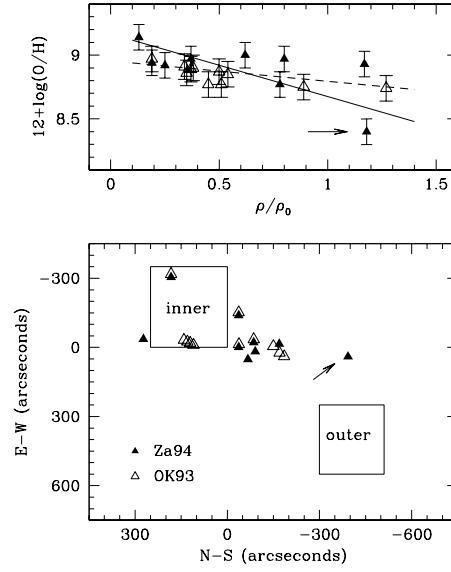 12+log(O/H)
9
8.5
0
0.5
1
1.5
ρ/ρ₀
E-W (arcseconds)
-300
0
300
600
inner
outer
Za94
OK93
300
0
-300
-600
N-S (arcseconds)